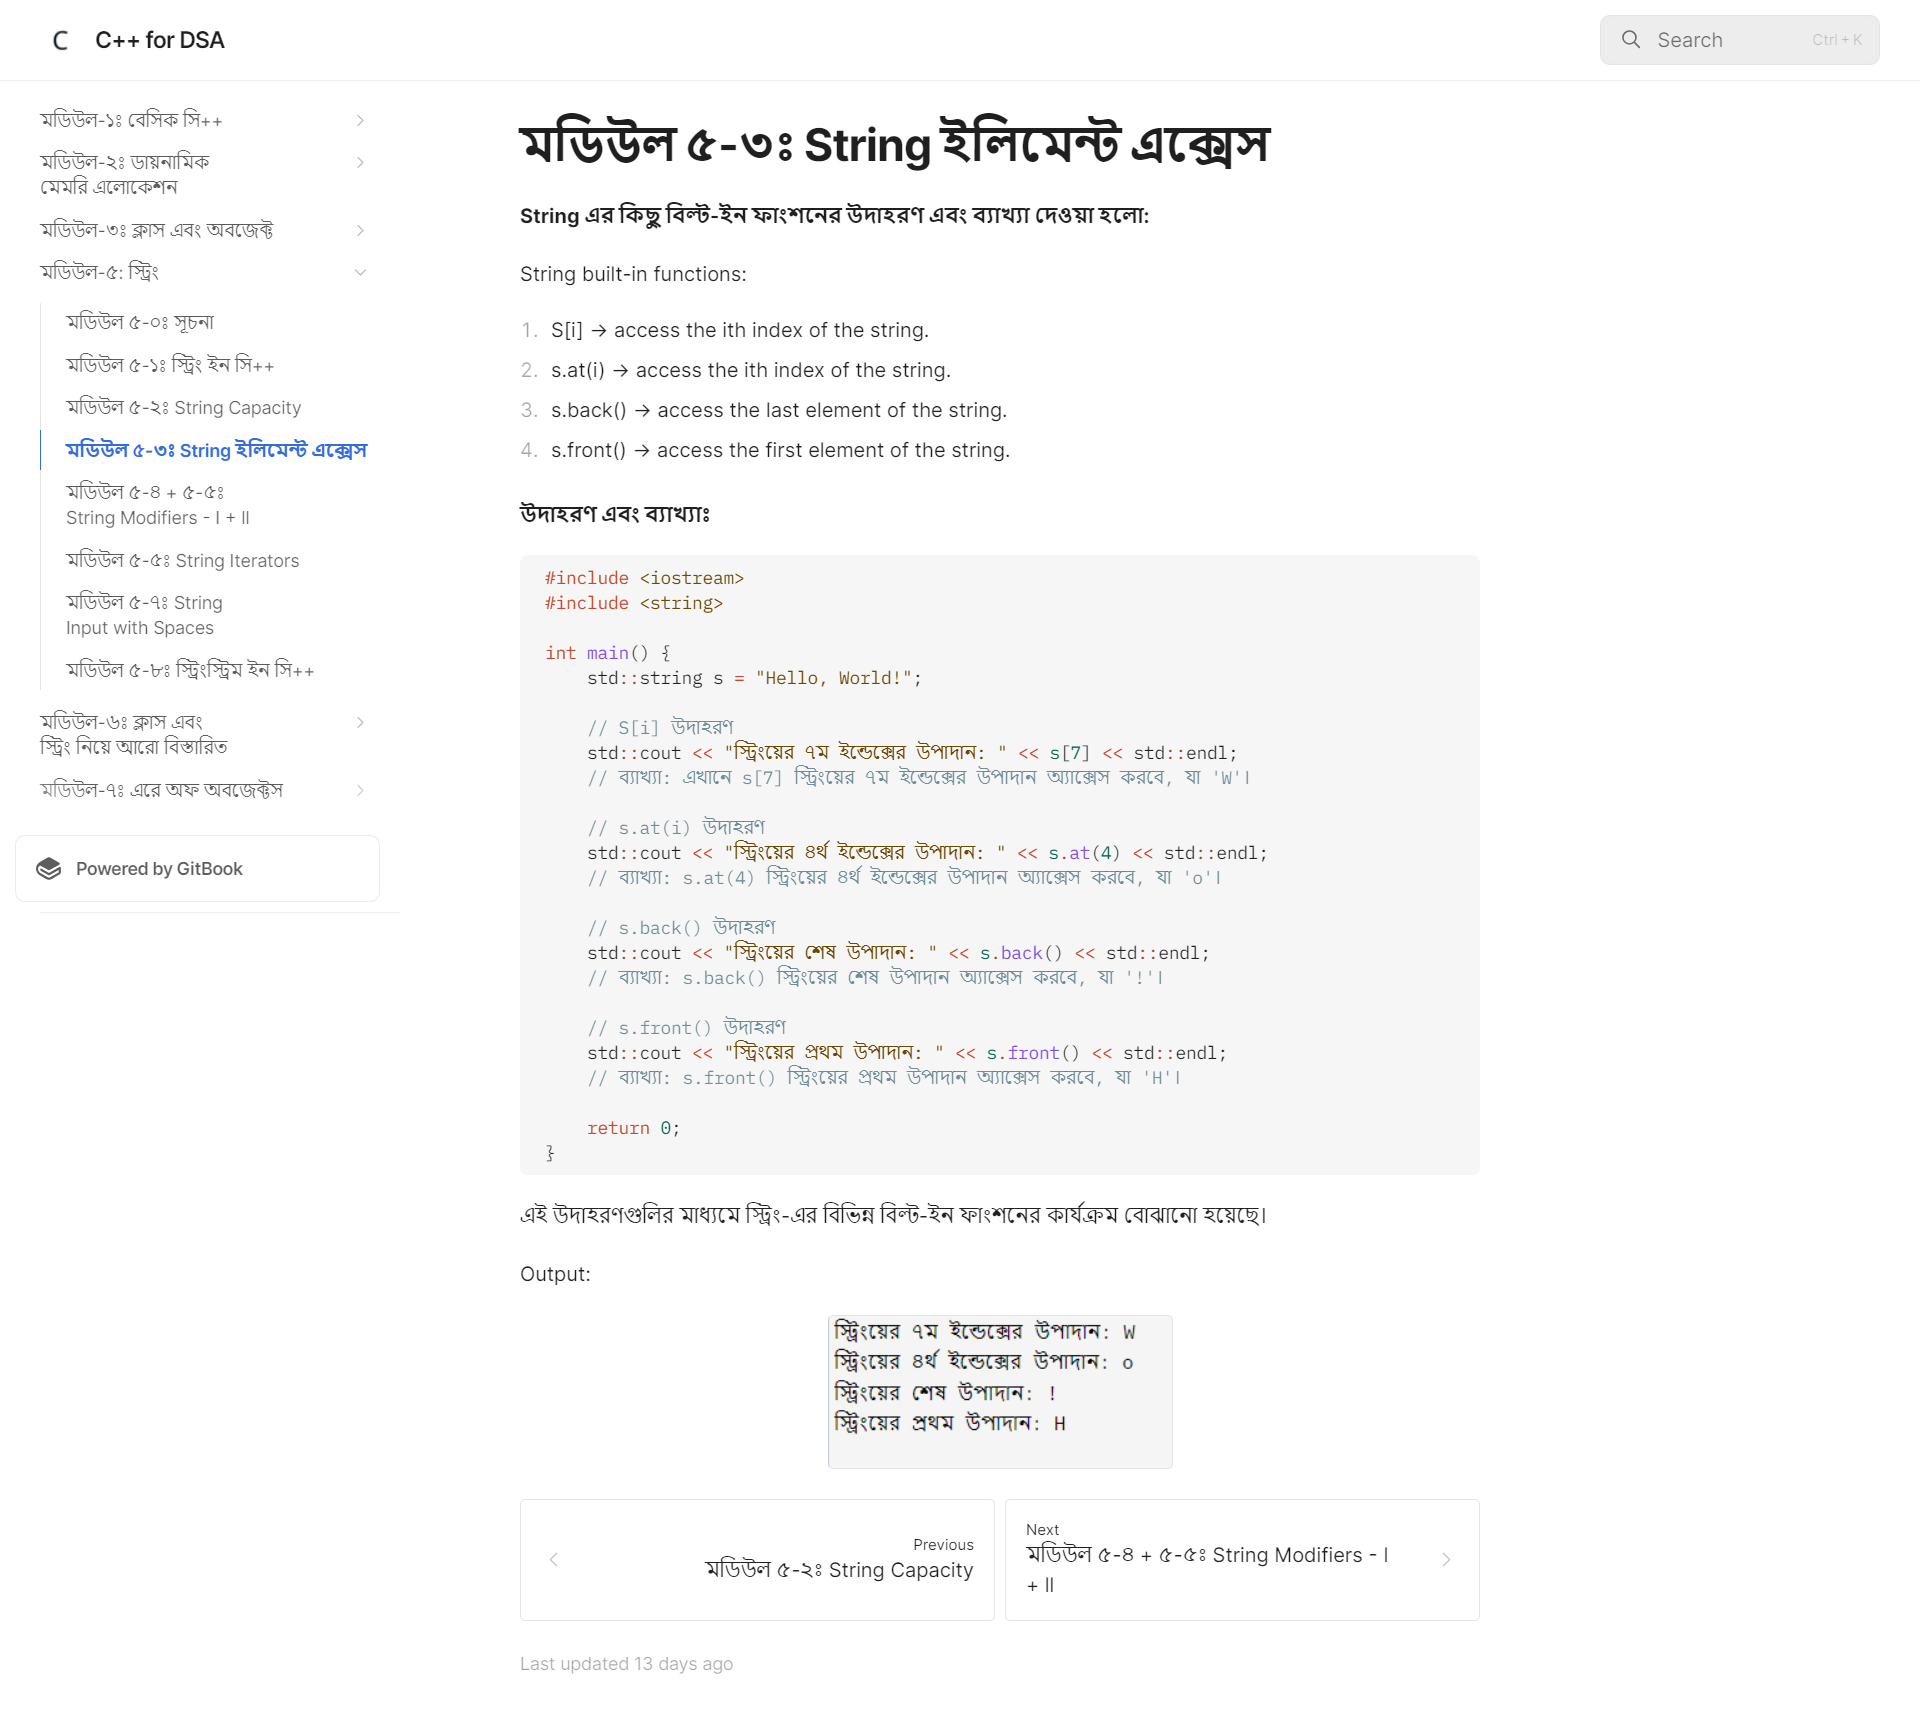 C C++ for DSA
Search Ctrl + K
মডিউল-১ঃ বেসিক সি++
মডিউল-২ঃ ডায়নামিক
মেমরি এলোকেশন
মডিউল-৩ঃ ক্লাস এবং অবজেক্ট
মডিউল-৫: স্ট্রিং
মডিউল ৫-০ঃ সূচনা
মডিউল ৫-১ঃ স্ট্রিং ইন সি++
মডিউল ৫-২ঃ String Capacity
মডিউল ৫-৩ঃ String ইলিমেন্ট এক্সেস
মডিউল ৫-৪ + ৫-৫ঃ
String Modifiers - I + II
মডিউল ৫-৫ঃ String Iterators
মডিউল ৫-৭ঃ String
Input with Spaces
মডিউল ৫-৮ঃ স্ট্রিংস্ট্রিম ইন সি++
মডিউল-৬ঃ ক্লাস এবং
স্ট্রিং নিয়ে আরো বিস্তারিত
মডিউল-৭ঃ এরে অফ অবজেক্টস
Powered by GitBook
মডিউল ৫-৩ঃ String ইলিমেন্ট এক্সেস
String এর কিছু বিল্ট-ইন ফাংশনের উদাহরণ এবং ব্যাখ্যা দেওয়া হলো:
String built-in functions:
1. S[i] → access the ith index of the string.
2. s.at(i) → access the ith index of the string.
3. s.back() → access the last element of the string.
4. s.front() → access the first element of the string.
উদাহরণ এবং ব্যাখ্যাঃ
#include <iostream>
#include <string>
int main() {
std::string s = "Hello, World!";
// S[i] উদাহরণ
std::cout << "স্ট্রিংয়ের ৭ম ইন্ডেক্সের উপাদান: " << s[7] << std::endl;
// ব্যাখ্যা: এখানে s[7] স্ট্রিংয়ের ৭ম ইন্ডেক্সের উপাদান অ্যাক্সেস করবে, যা 'W'।
// s.at(i) উদাহরণ
std::cout << "স্ট্রিংয়ের ৪র্থ ইন্ডেক্সের উপাদান: " << s.at(4) << std::endl;
// ব্যাখ্যা: s.at(4) স্ট্রিংয়ের ৪র্থ ইন্ডেক্সের উপাদান অ্যাক্সেস করবে, যা 'o'।
// s.back() উদাহরণ
std::cout << "স্ট্রিংয়ের শেষ উপাদান: " << s.back() << std::endl;
// ব্যাখ্যা: s.back() স্ট্রিংয়ের শেষ উপাদান অ্যাক্সেস করবে, যা '!'।
// s.front() উদাহরণ
std::cout << "স্ট্রিংয়ের প্রথম উপাদান: " << s.front() << std::endl;
// ব্যাখ্যা: s.front() স্ট্রিংয়ের প্রথম উপাদান অ্যাক্সেস করবে, যা 'H'।
return 0;
}
এই উদাহরণগুলির মাধ্যমে স্ট্রিং-এর বিভিন্ন বিল্ট-ইন ফাংশনের কার্যক্রম বোঝানো হয়েছে।
Output:
স্ট্রিংয়ের ৭ম ইন্ডেক্সের উপাদান: W
স্ট্রিংয়ের ৪র্থ ইন্ডেক্সের উপাদান: o
স্ট্রিংয়ের শেষ উপাদান: !
স্ট্রিংয়ের প্রথম উপাদান: H
Previous
মডিউল ৫-২ঃ String Capacity
Next
মডিউল ৫-৪ + ৫-৫ঃ String Modifiers - I
+ II
Last updated 13 days ago